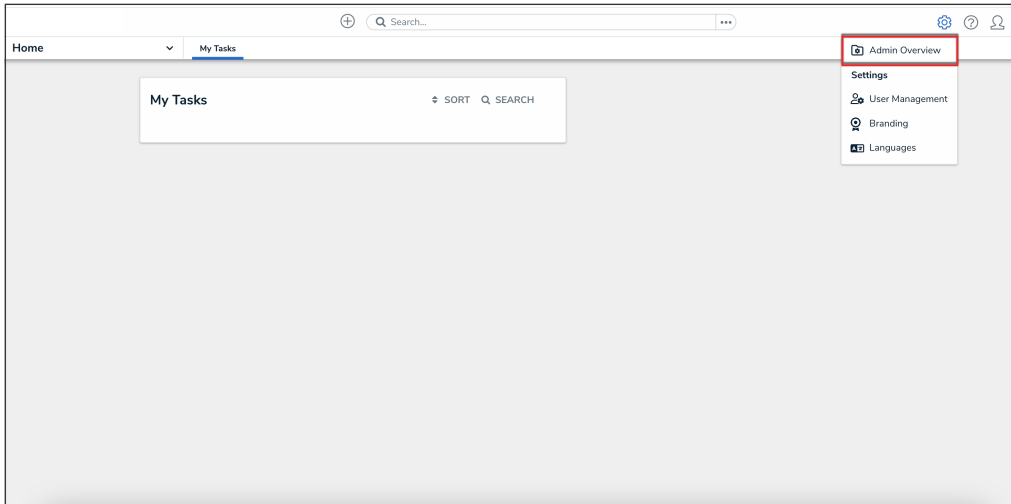 Search...
Home
My Tasks
Admin Overview
Settings
User Management
Branding
Languages
My Tasks
SORT
SEARCH